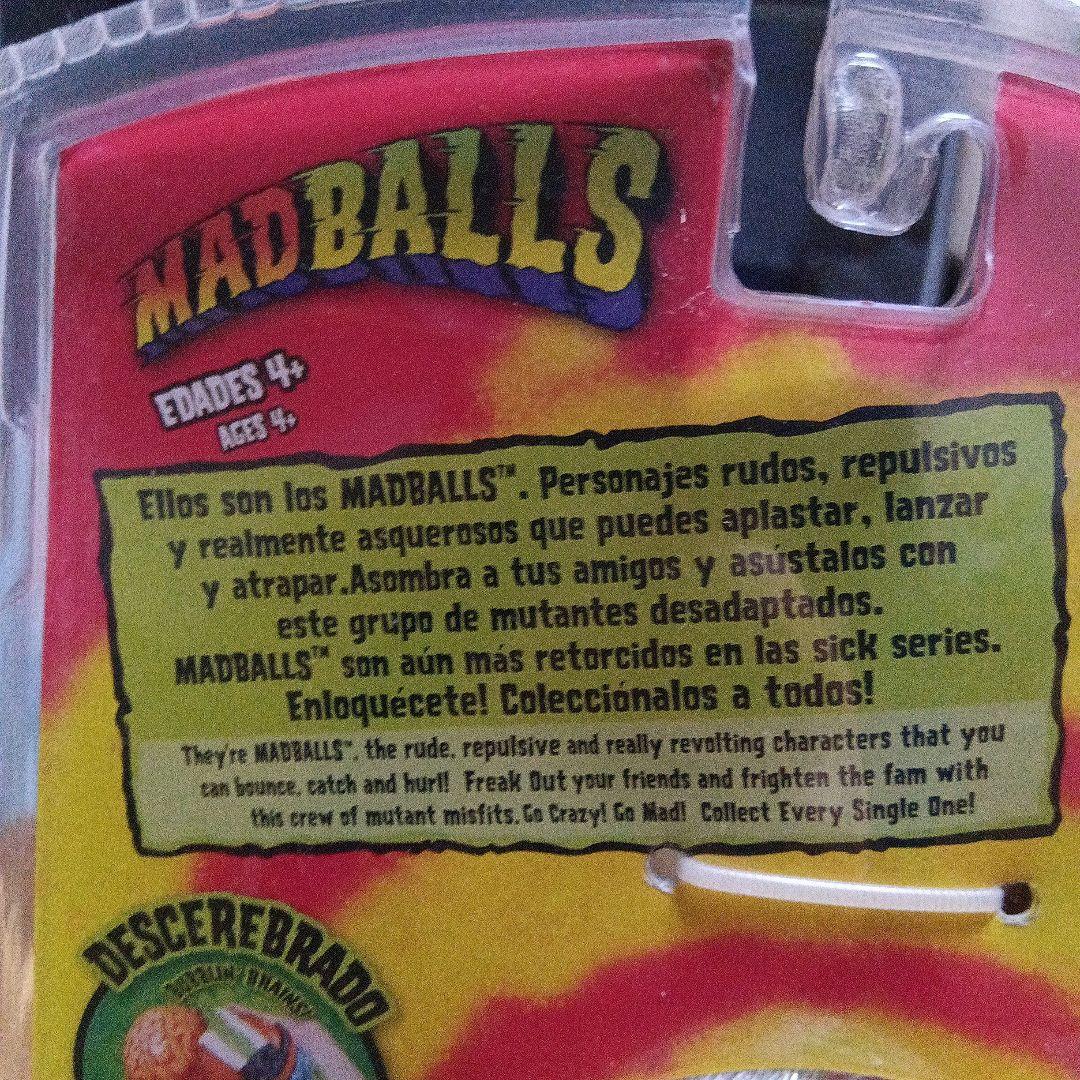 MADBALLS
EDADES 4+
AGES 4+
Ellos son los MADBALLS™. Personajes rudos, repulsivos
y realmente asquerosos que puedes aplastar, lanzar
y atrapar.Asombra a tus amigos y asústalos con
este grupo de mutantes desadaptados.
MADBALLS™ son aún más retorcidos en las sick series.
Enloquécete! Colecciónalos a todos!
They're MADBALLS™, the rude, repulsive and really revolting characters that you
can bounce, catch and hurl! Freak Out your friends and frighten the fam with
this crew of mutant misfits. Go Crazy! Go Mad! Collect Every Single One!
DESCEREBRADO
BRAINS